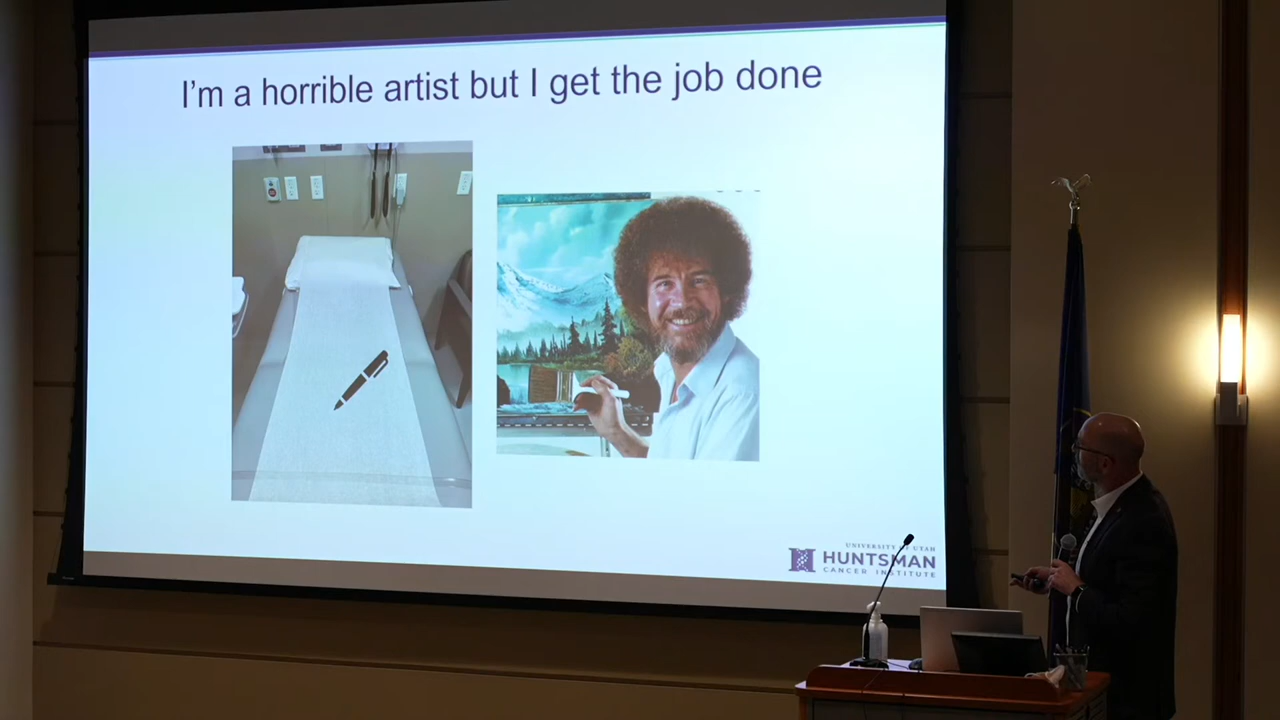 I'm a horrible artist but I get the job done
UNIVERSITY OF UTAH
HUNTSMAN
CANCER INSTITUTE